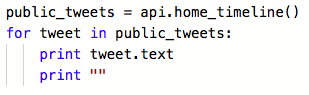 public_tweets = api.home_timeline()
for tweet in public_tweets:
    print tweet.text
    print ""